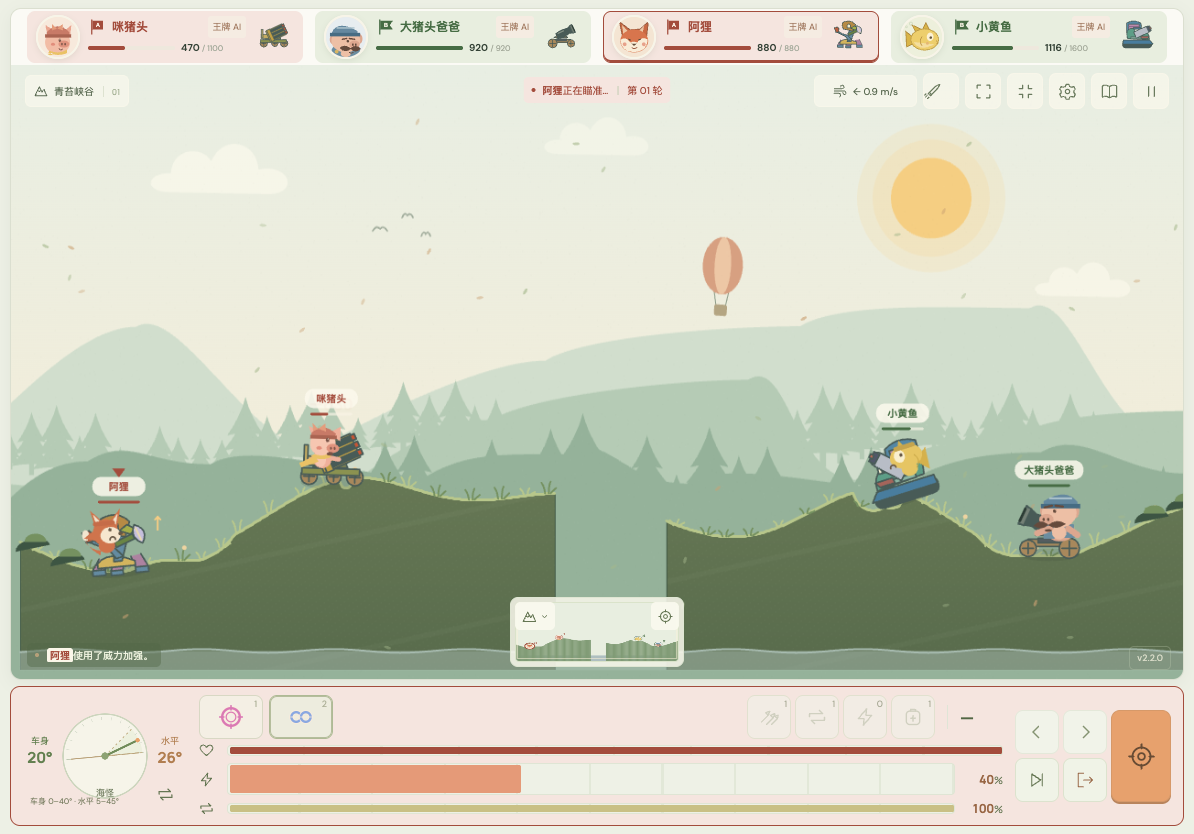 咪猪头
王牌 AI
470 / 1100
大猪头爸爸
王牌 AI
920 / 920
阿狸
王牌 AI
880 / 880
小黄鱼
王牌 AI
1116 / 1600
青苔峡谷 01
阿狸正在瞄准... 第 01 轮
← 0.9 m/s
咪猪头
小黄鱼
大猪头爸爸
阿狸
阿狸使用了威力加强。
v2.2.0
车身
20°
水平
26°
海怪
车身 0–40° · 水平 5–45°
1
2
1
1
0
1
40%
100%